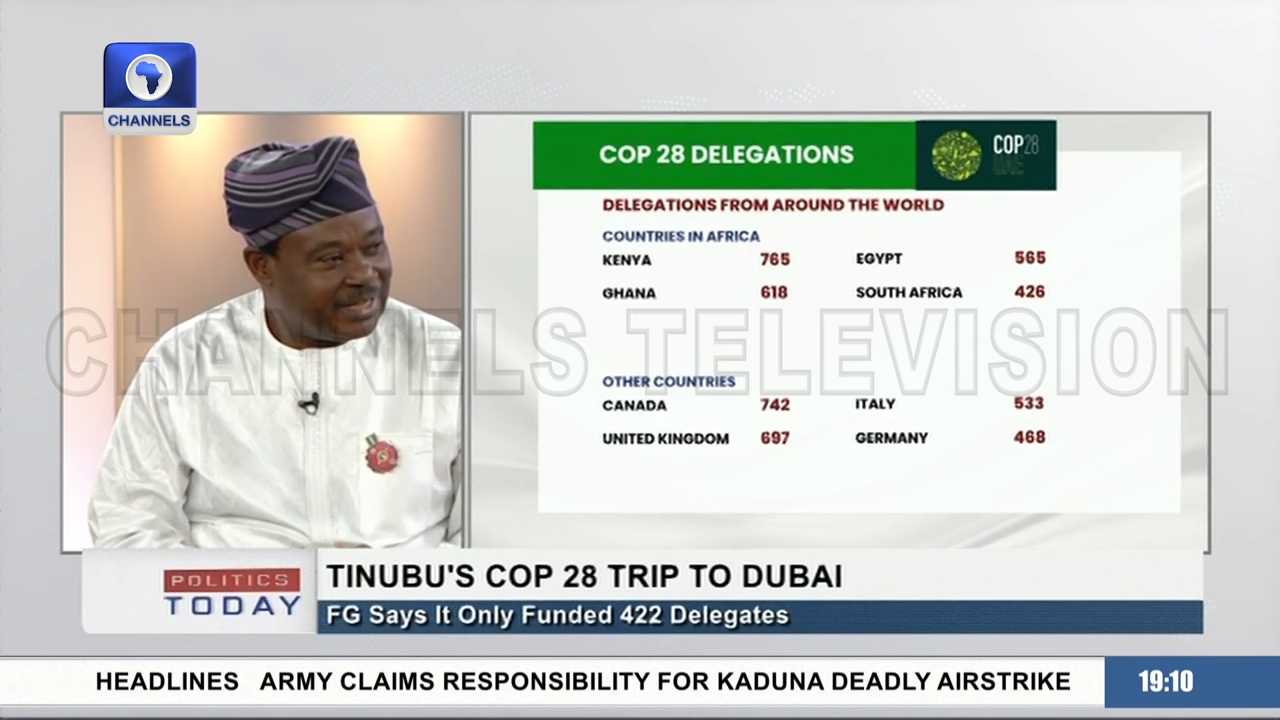 CHANNELS
COP 28 DELEGATIONS
COP28
UAE
DELEGATIONS FROM AROUND THE WORLD
COUNTRIES IN AFRICA
KENYA 765 EGYPT 565
GHANA 618 SOUTH AFRICA 426
CHANNELS TELEVISION
OTHER COUNTRIES
CANADA 742 ITALY 533
UNITED KINGDOM 697 GERMANY 468
POLITICS
TODAY
TINUBU'S COP 28 TRIP TO DUBAI
FG Says It Only Funded 422 Delegates
HEADLINES ARMY CLAIMS RESPONSIBILITY FOR KADUNA DEADLY AIRSTRIKE 19:10